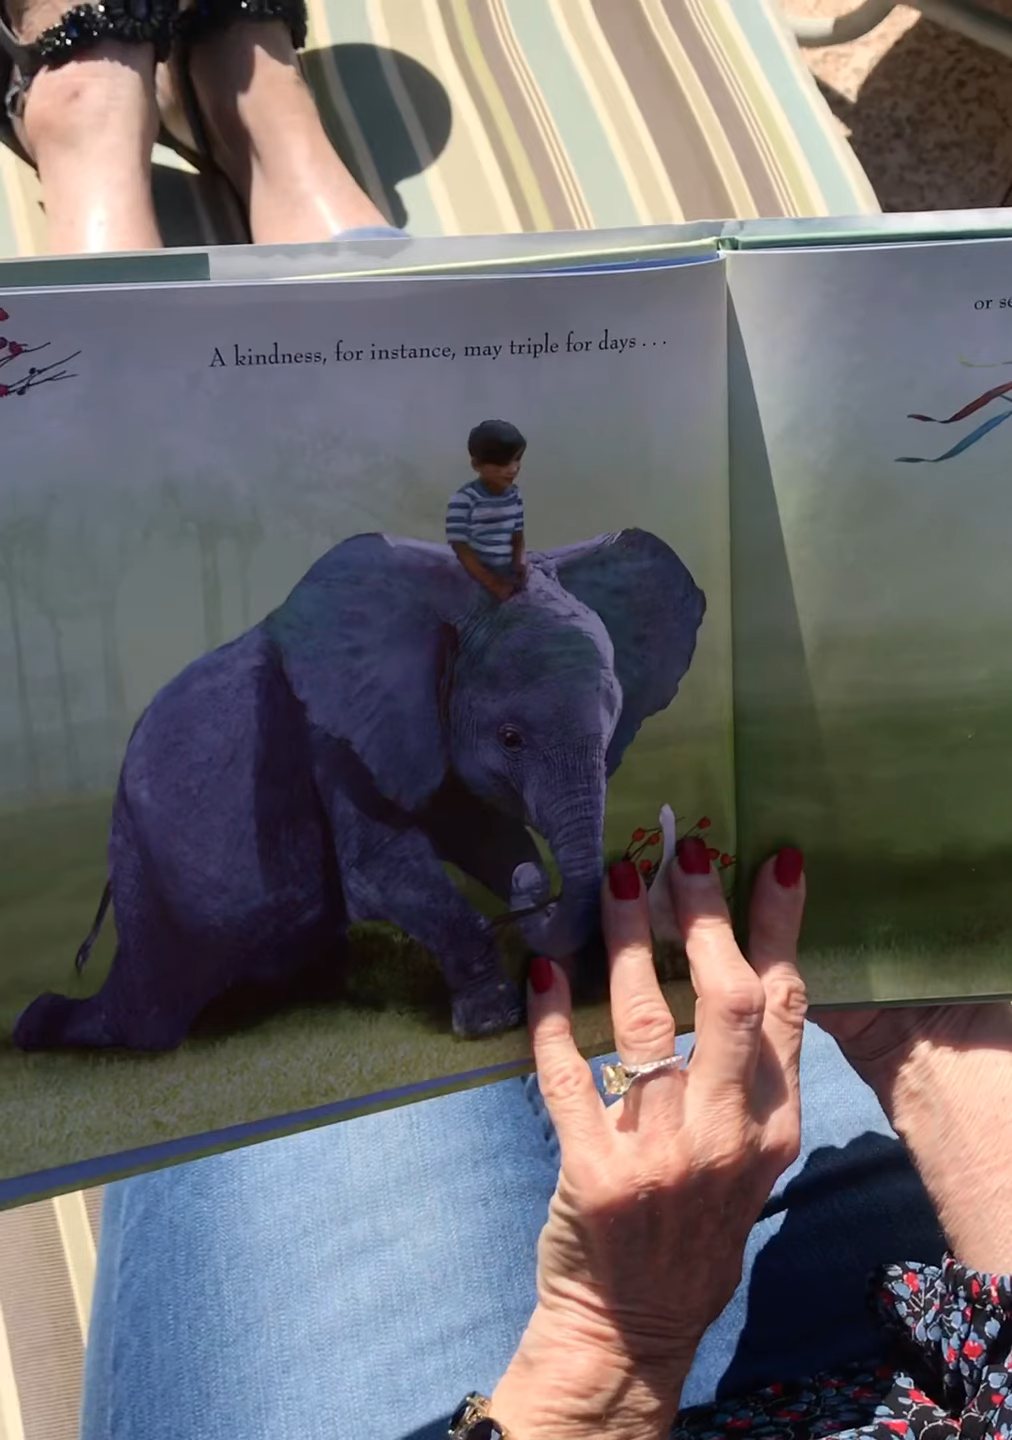 A kindness, for instance, may triple for days . . .
or